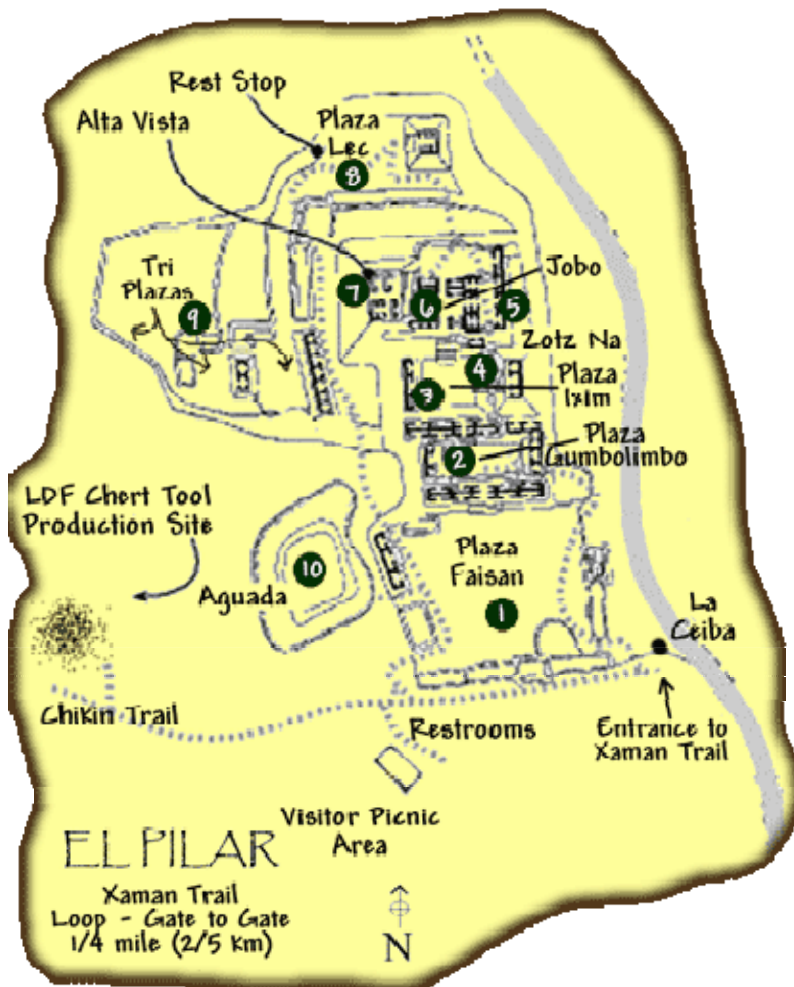 Rest Stop
Alta Vista
Plaza
Lec
8
Tri
Plazas
9
7
6
5
Jobo
Zotz Na
4
Plaza
Ixim
3
2
Plaza
Gumbolimbo
LDF Chert Tool
Production Site
10
Aguada
Plaza
Faisan
1
La
Ceiba
Chikin Trail
Restrooms
Entrance to
Xaman Trail
Visitor Picnic
Area
EL PILAR
Xaman Trail
Loop - Gate to Gate
1/4 mile (2/5 km)
N